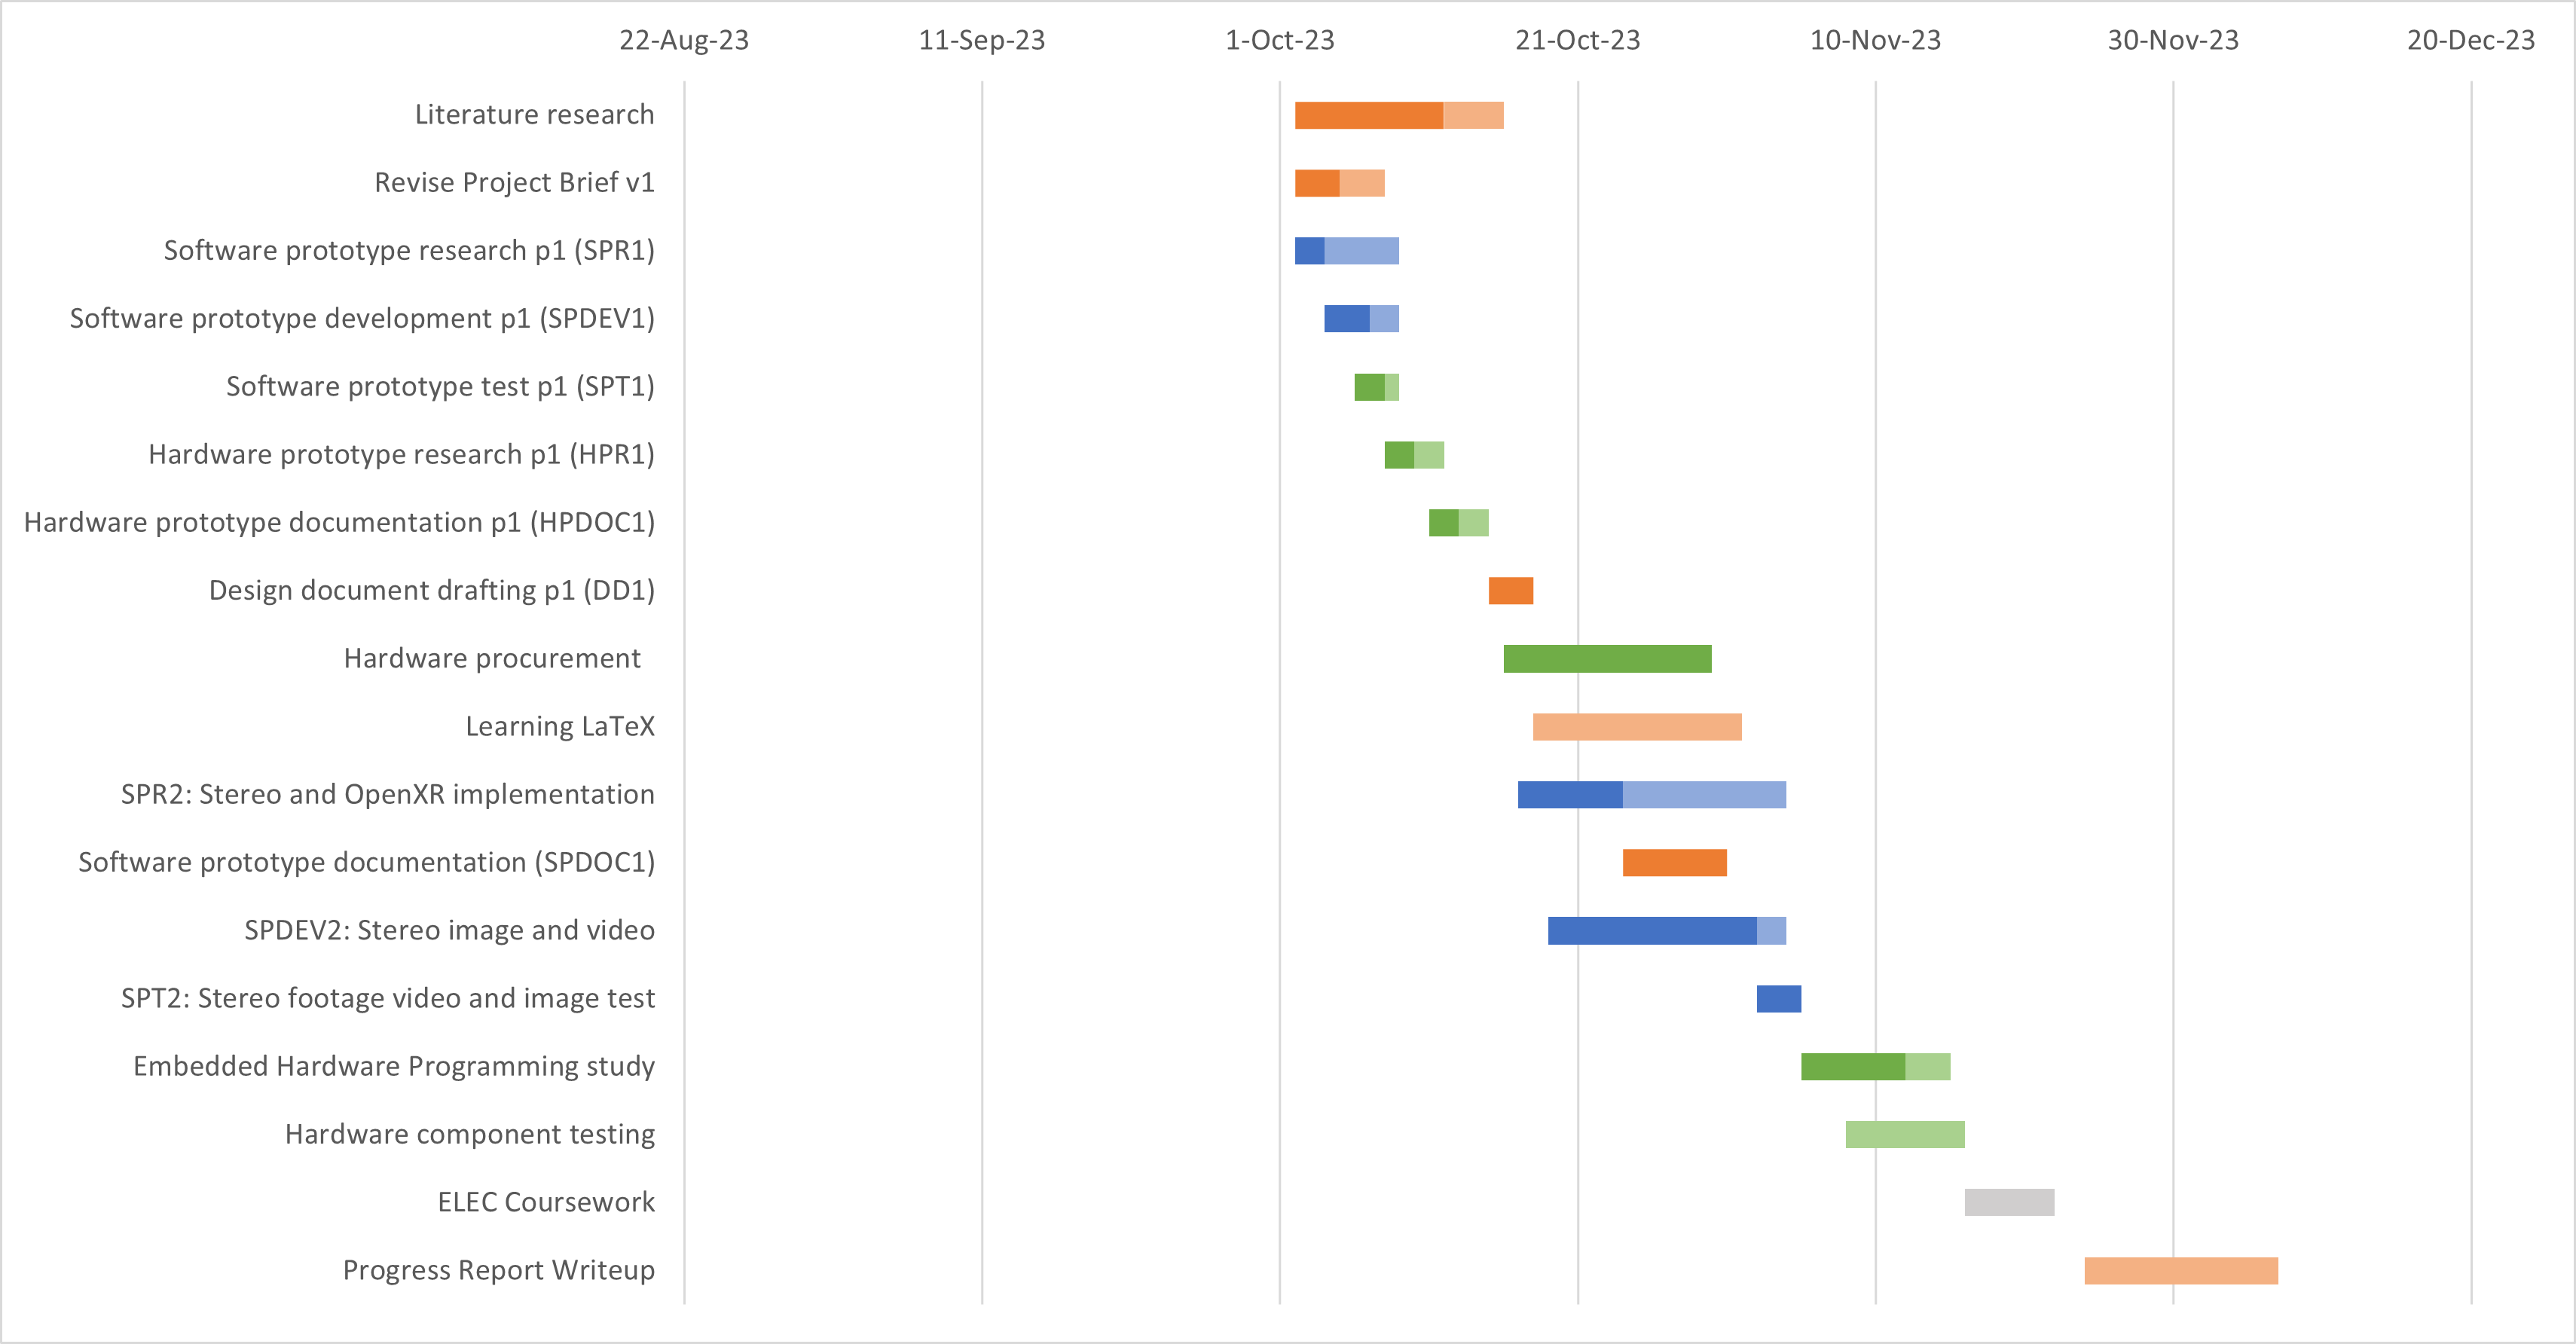 22-Aug-23 11-Sep-23 1-Oct-23 21-Oct-23 10-Nov-23 30-Nov-23 20-Dec-23
Literature research
Revise Project Brief v1
Software prototype research p1 (SPR1)
Software prototype development p1 (SPDEV1)
Software prototype test p1 (SPT1)
Hardware prototype research p1 (HPR1)
Hardware prototype documentation p1 (HPDOC1)
Design document drafting p1 (DD1)
Hardware procurement
Learning LaTeX
SPR2: Stereo and OpenXR implementation
Software prototype documentation (SPDOC1)
SPDEV2: Stereo image and video
SPT2: Stereo footage video and image test
Embedded Hardware Programming study
Hardware component testing
ELEC Coursework
Progress Report Writeup